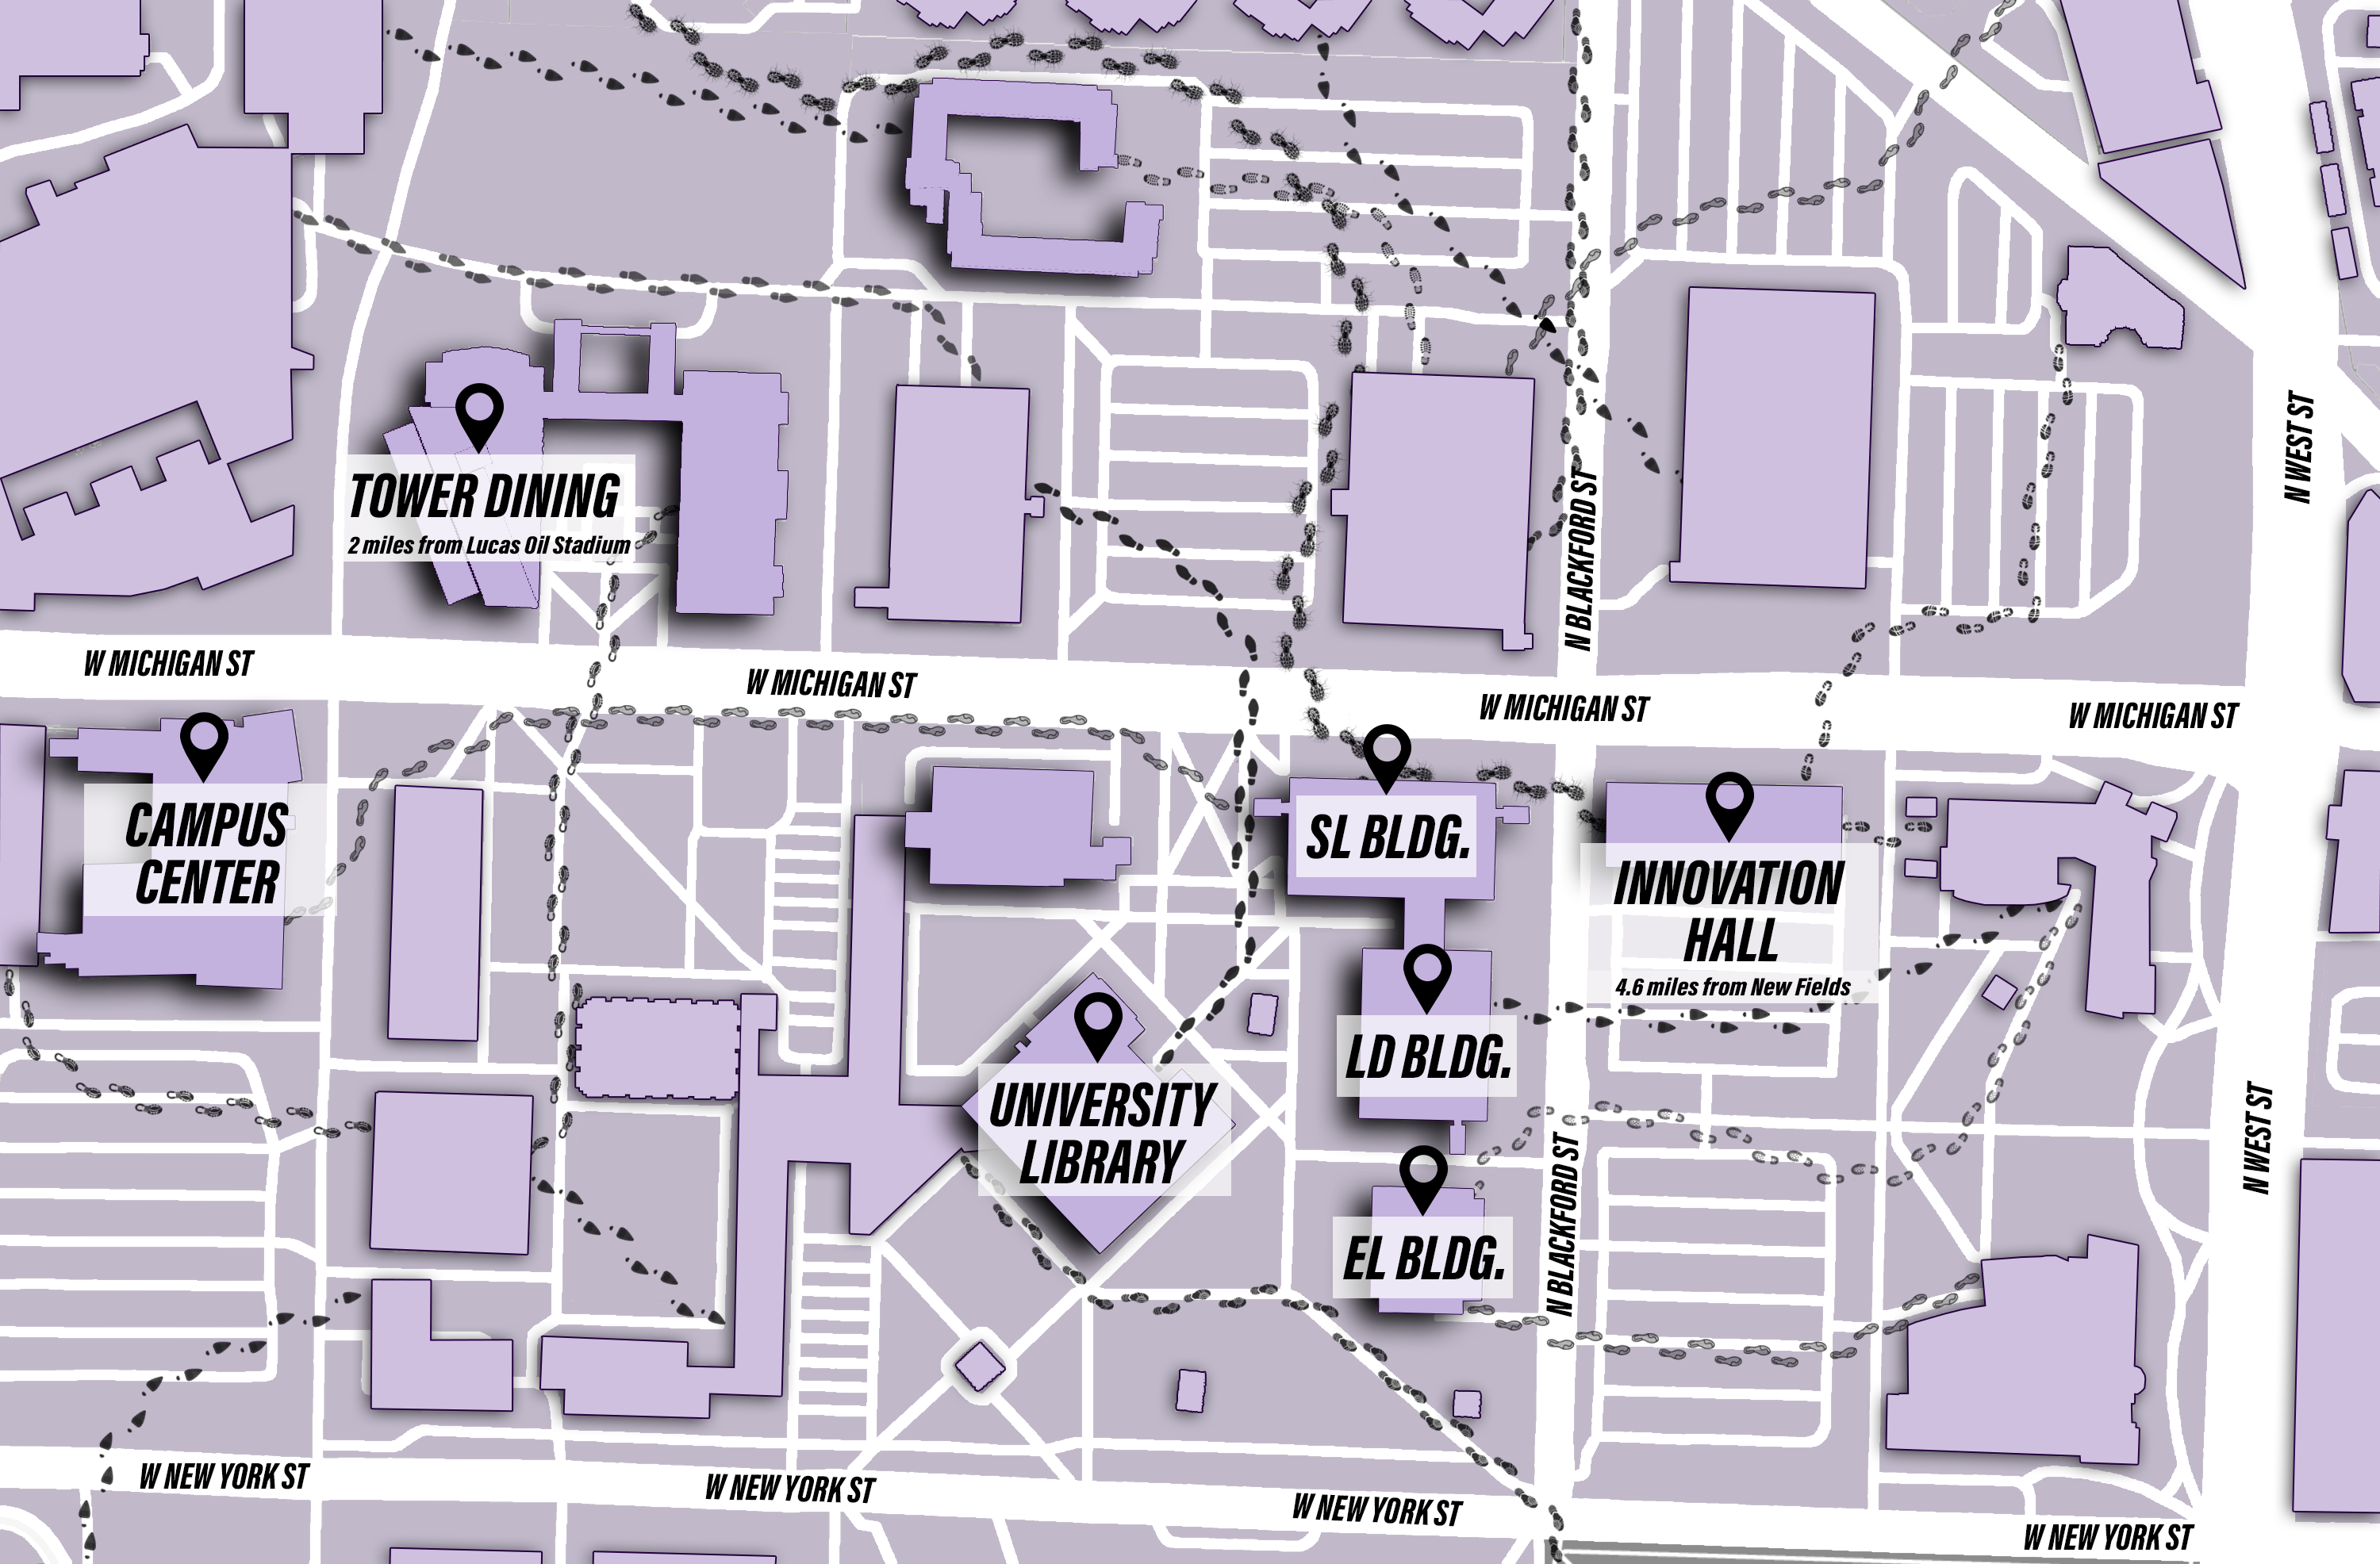 N WEST ST
TOWER DINING
2 miles from Lucas Oil Stadium
N BLACKFORD ST
W MICHIGAN ST
W MICHIGAN ST
W MICHIGAN ST
W MICHIGAN ST
CAMPUS
CENTER
SL BLDG.
INNOVATION
HALL
4.6 miles from New Fields
LD BLDG.
UNIVERSITY
LIBRARY
N WEST ST
N BLACKFORD ST
EL BLDG.
W NEW YORK ST
W NEW YORK ST
W NEW YORK ST
W NEW YORK ST